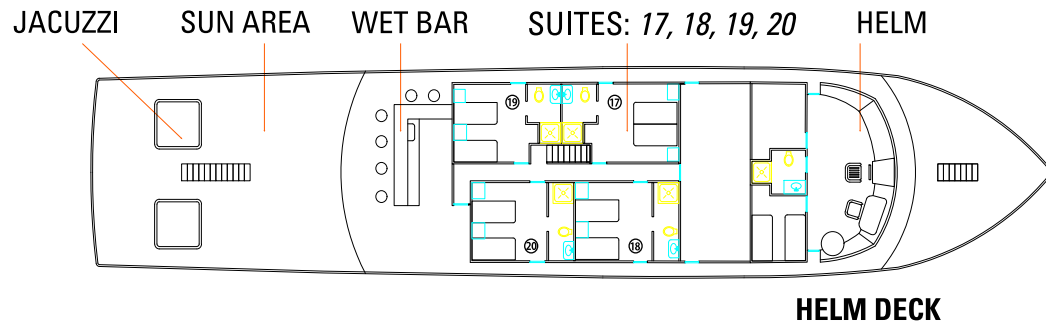 JACUZZI SUN AREA WET BAR SUITES: 17, 18, 19, 20 HELM
19 17
20 18
HELM DECK